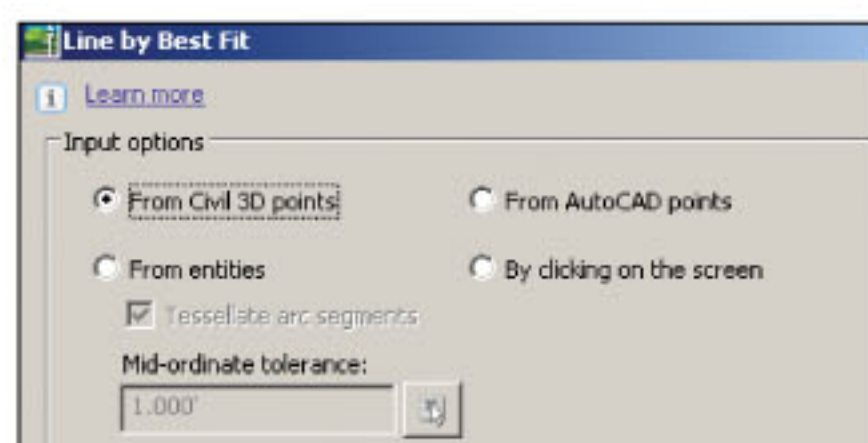 Line by Best Fit
Learn more
Input options
From Civil 3D points
From AutoCAD points
From entities
By clicking on the screen
Tessellate arc segments
Mid-ordinate tolerance:
1.000'